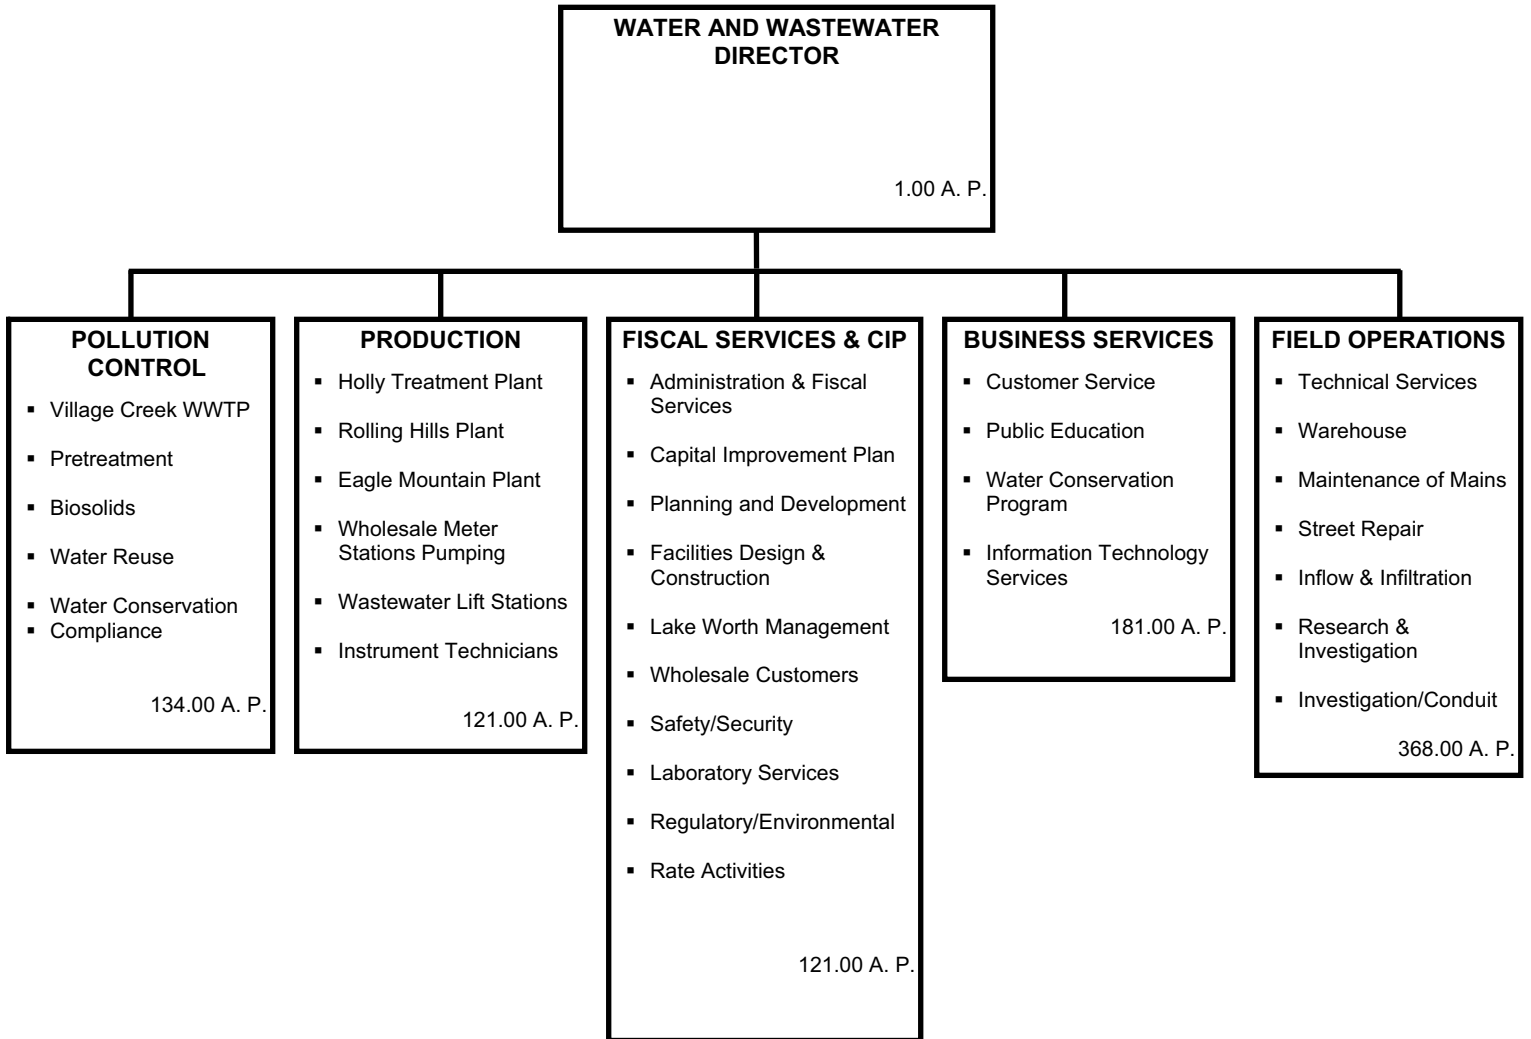 WATER AND WASTEWATER
DIRECTOR
1.00 A. P.
POLLUTION
CONTROL
▪ Village Creek WWTP
▪ Pretreatment
▪ Biosolids
▪ Water Reuse
▪ Water Conservation
▪ Compliance
134.00 A. P.
PRODUCTION
▪ Holly Treatment Plant
▪ Rolling Hills Plant
▪ Eagle Mountain Plant
▪ Wholesale Meter
Stations Pumping
▪ Wastewater Lift Stations
▪ Instrument Technicians
121.00 A. P.
FISCAL SERVICES & CIP
▪ Administration & Fiscal
Services
▪ Capital Improvement Plan
▪ Planning and Development
▪ Facilities Design &
Construction
▪ Lake Worth Management
▪ Wholesale Customers
▪ Safety/Security
▪ Laboratory Services
▪ Regulatory/Environmental
▪ Rate Activities
121.00 A. P.
BUSINESS SERVICES
▪ Customer Service
▪ Public Education
▪ Water Conservation
Program
▪ Information Technology
Services
181.00 A. P.
FIELD OPERATIONS
▪ Technical Services
▪ Warehouse
▪ Maintenance of Mains
▪ Street Repair
▪ Inflow & Infiltration
▪ Research &
Investigation
▪ Investigation/Conduit
368.00 A. P.